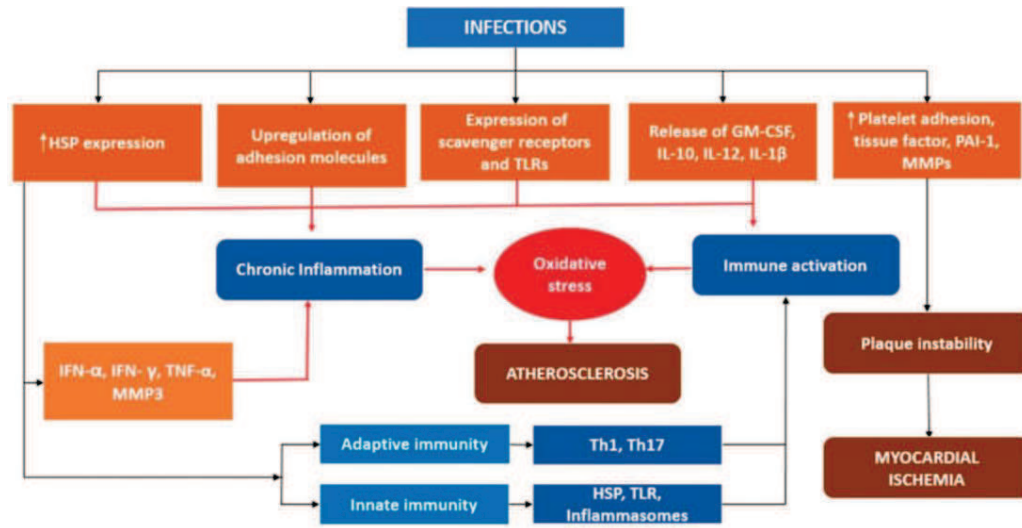 INFECTIONS
↑HSP expression
Upregulation of
adhesion molecules
Expression of
scavenger receptors
and TLRs
Release of GM-CSF,
IL-10, IL-12, IL-1β
↑ Platelet adhesion,
tissue factor, PAI-1,
MMPs
Chronic Inflammation
Oxidative
stress
Immune activation
IFN-α, IFN- γ, TNF-α,
MMP3
ATHEROSCLEROSIS
Plaque instability
Adaptive immunity
Th1, Th17
Innate immunity
HSP, TLR,
Inflammasomes
MYOCARDIAL
ISCHEMIA